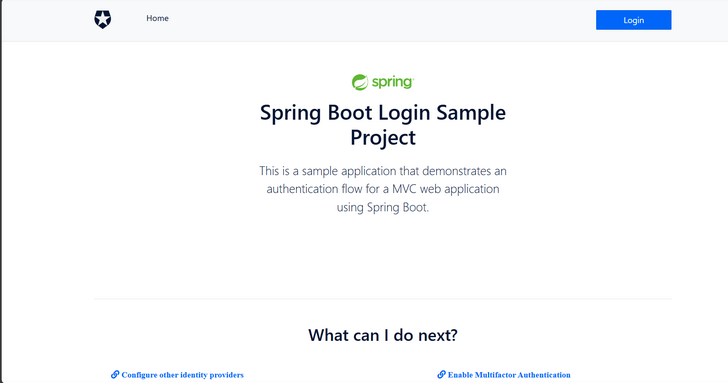 Home
Login
spring
Spring Boot Login Sample
Project
This is a sample application that demonstrates an
authentication flow for a MVC web application
using Spring Boot.
What can I do next?
Configure other identity providers
Enable Multifactor Authentication